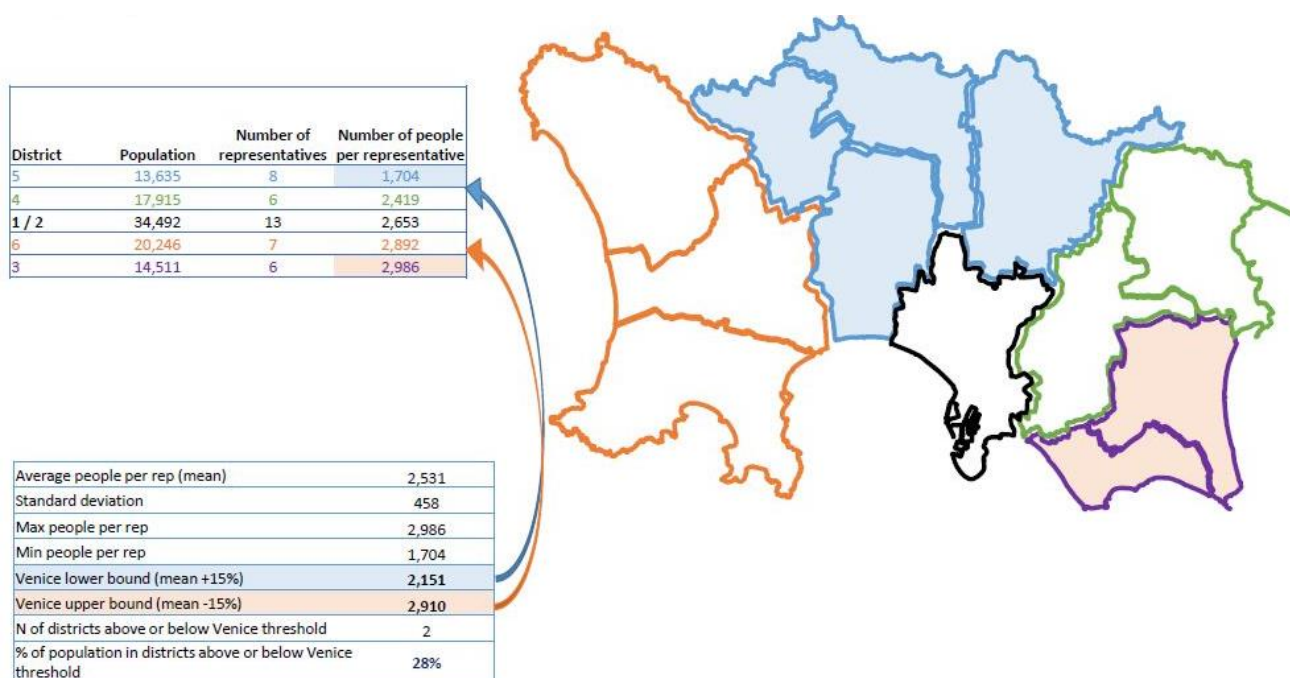 District Population Number of representatives Number of people per representative
5 13,635 8 1,704
4 17,915 6 2,419
1 / 2 34,492 13 2,653
6 20,246 7 2,892
3 14,511 6 2,986
Average people per rep (mean) 2,531
Standard deviation 458
Max people per rep 2,986
Min people per rep 1,704
Venice lower bound (mean +15%) 2,151
Venice upper bound (mean -15%) 2,910
N of districts above or below Venice threshold 2
% of population in districts above or below Venice
threshold 28%